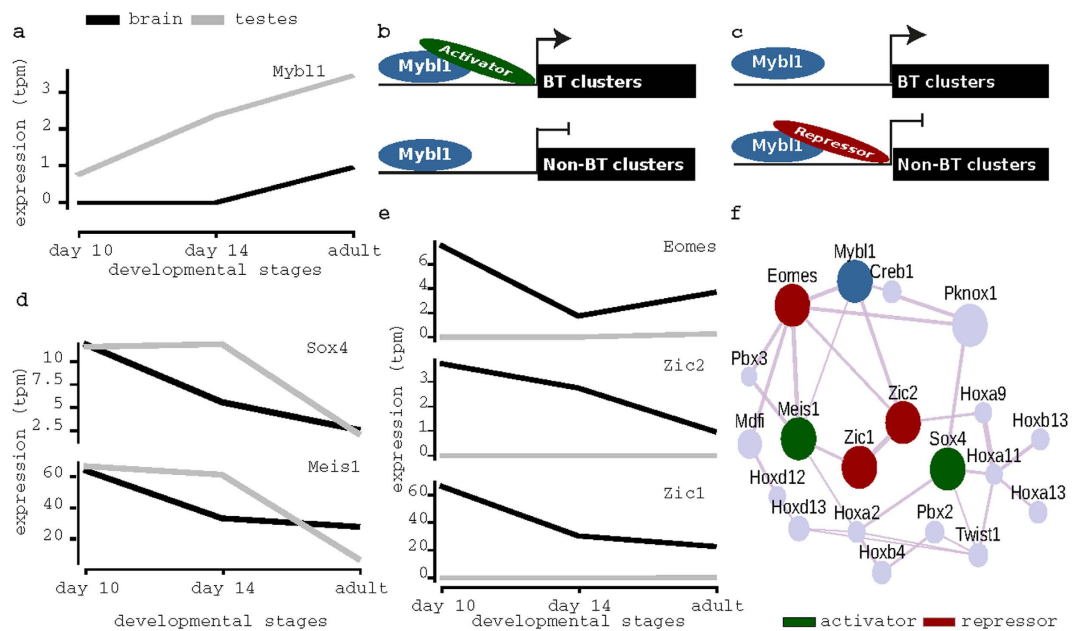 brain testes
a
Mybl1
expression (tpm)
3
2
1
0
day 10 day 14 adult
developmental stages
b
Mybl1 Activator
BT clusters
Mybl1
Non-BT clusters
c
Mybl1
BT clusters
Mybl1 Repressor
Non-BT clusters
d
Sox4
10
7.5
5
2.5
Meis1
60
40
20
expression (tpm)
day 10 day 14 adult
developmental stages
e
Eomes
6
4
2
0
Zic2
3
2
1
0
Zic1
60
40
20
0
expression (tpm)
day 10 day 14 adult
developmental stages
f
Mybl1
Eomes Creb1
Pknox1
Pbx3
Zic2 Hoxa9
Meis1
Mdfi Hoxb13
Zic1 Sox4
Hoxa11
Hoxd12
Hoxa13
Hoxd13 Hoxa2 Pbx2
Twist1
Hoxb4
activator repressor